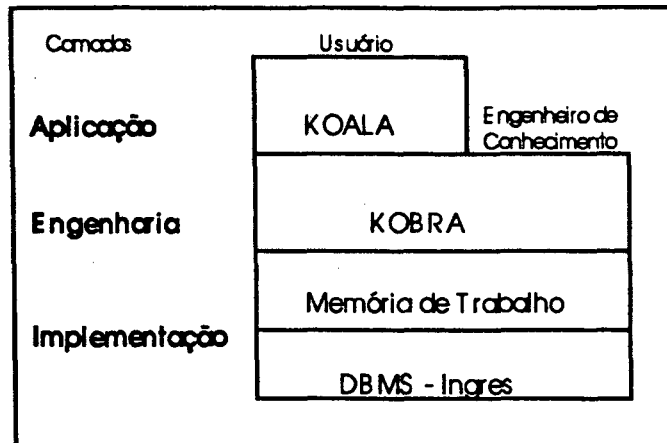 Camadas
Usuário
Aplicação
KOALA
Engenheiro de
Conhecimento
Engenharia
KOBRA
Memória de Trabalho
Implementação
DBMS - Ingres